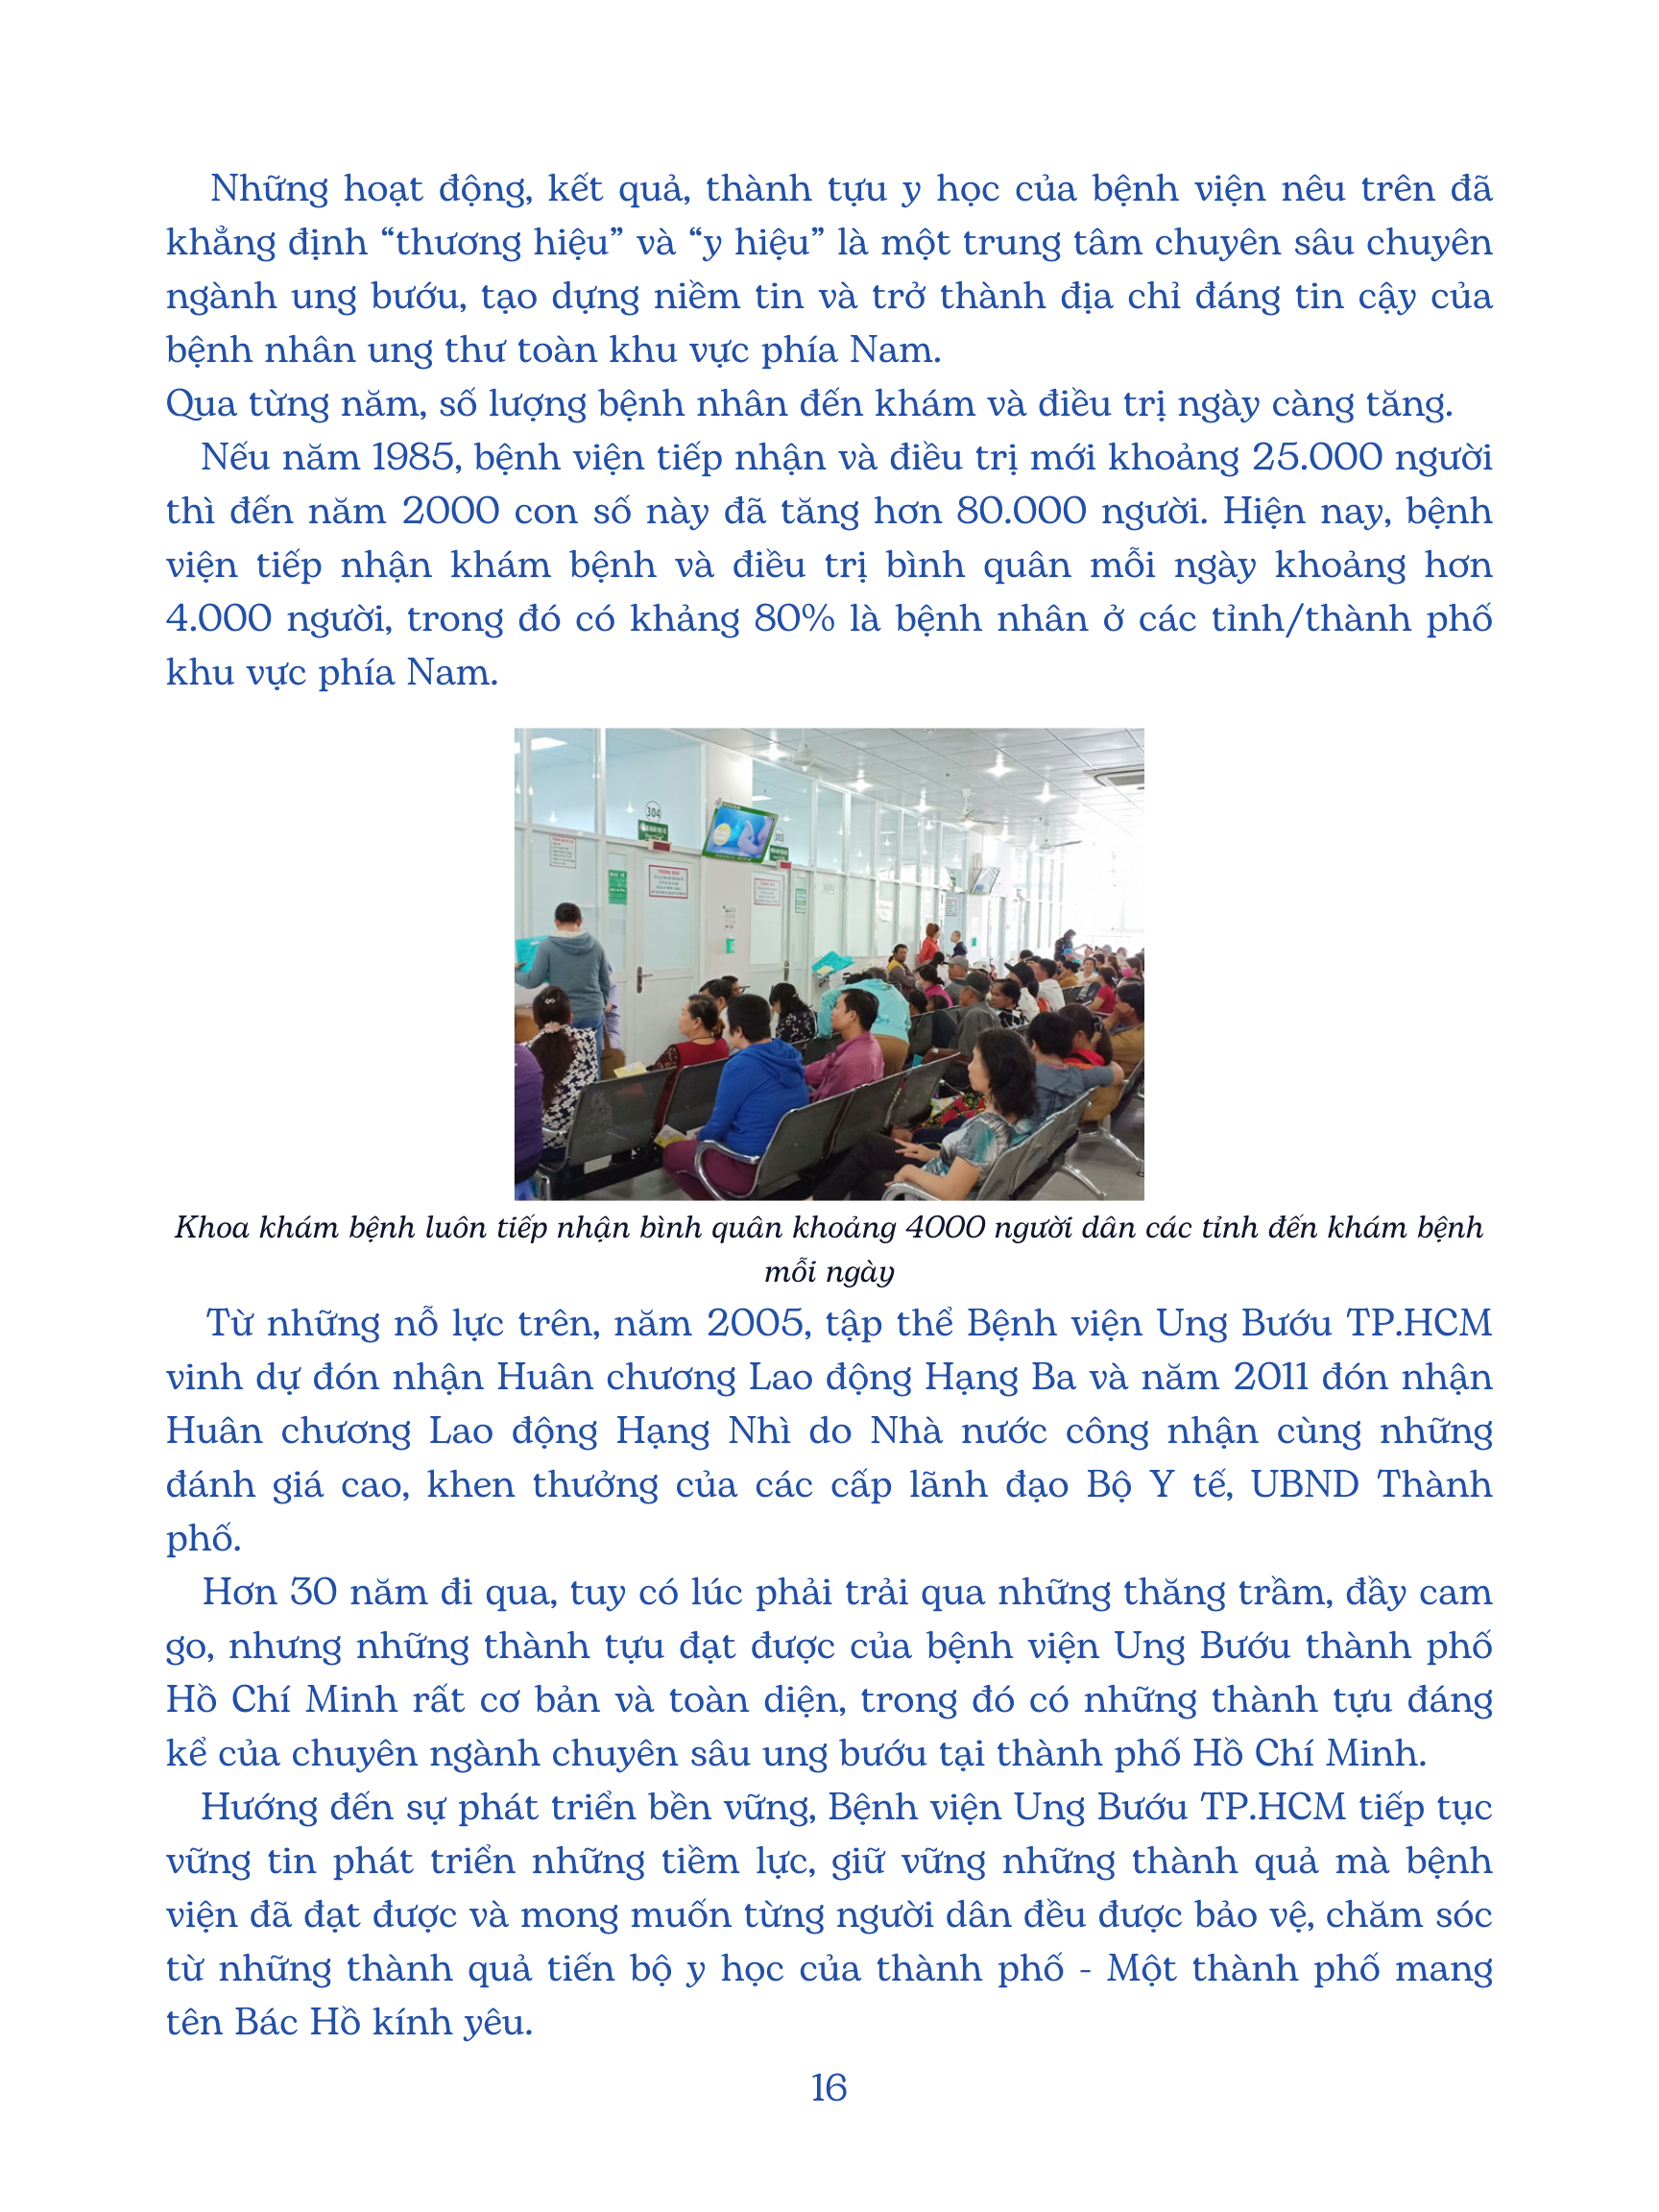 Những hoạt động, kết quả, thành tựu y học của bệnh viện nêu trên đã
khẳng định “thương hiệu” và “y hiệu” là một trung tâm chuyên sâu chuyên
ngành ung bướu, tạo dựng niềm tin và trở thành địa chỉ đáng tin cậy của
bệnh nhân ung thư toàn khu vực phía Nam.
Qua từng năm, số lượng bệnh nhân đến khám và điều trị ngày càng tăng.
Nếu năm 1985, bệnh viện tiếp nhận và điều trị mới khoảng 25.000 người
thì đến năm 2000 con số này đã tăng hơn 80.000 người. Hiện nay, bệnh
viện tiếp nhận khám bệnh và điều trị bình quân mỗi ngày khoảng hơn
4.000 người, trong đó có khảng 80% là bệnh nhân ở các tỉnh/thành phố
khu vực phía Nam.
304
303
THÔNG BÁO
Khoa khám bệnh luôn tiếp nhận bình quân khoảng 4000 người dân các tỉnh đến khám bệnh
mỗi ngày
Từ những nỗ lực trên, năm 2005, tập thể Bệnh viện Ung Bướu TP.HCM
vinh dự đón nhận Huân chương Lao động Hạng Ba và năm 2011 đón nhận
Huân chương Lao động Hạng Nhì do Nhà nước công nhận cùng những
đánh giá cao, khen thưởng của các cấp lãnh đạo Bộ Y tế, UBND Thành
phố.
Hơn 30 năm đi qua, tuy có lúc phải trải qua những thăng trầm, đầy cam
go, nhưng những thành tựu đạt được của bệnh viện Ung Bướu thành phố
Hồ Chí Minh rất cơ bản và toàn diện, trong đó có những thành tựu đáng
kể của chuyên ngành chuyên sâu ung bướu tại thành phố Hồ Chí Minh.
Hướng đến sự phát triển bền vững, Bệnh viện Ung Bướu TP.HCM tiếp tục
vững tin phát triển những tiềm lực, giữ vững những thành quả mà bệnh
viện đã đạt được và mong muốn từng người dân đều được bảo vệ, chăm sóc
từ những thành quả tiến bộ y học của thành phố - Một thành phố mang
tên Bác Hồ kính yêu.
16